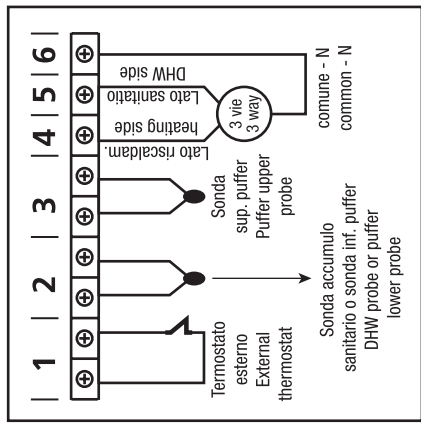 1
2
3
4
5
6
Termostato
esterno
External
thermostat
Sonda accumulo
sanitario o sonda inf. puffer
DHW probe or puffer
lower probe
Sonda
sup. puffer
Puffer upper
probe
Lato riscaldam.
heating side
Lato sanitatio
DHW side
3 vie
3 way
comune - N
common - N